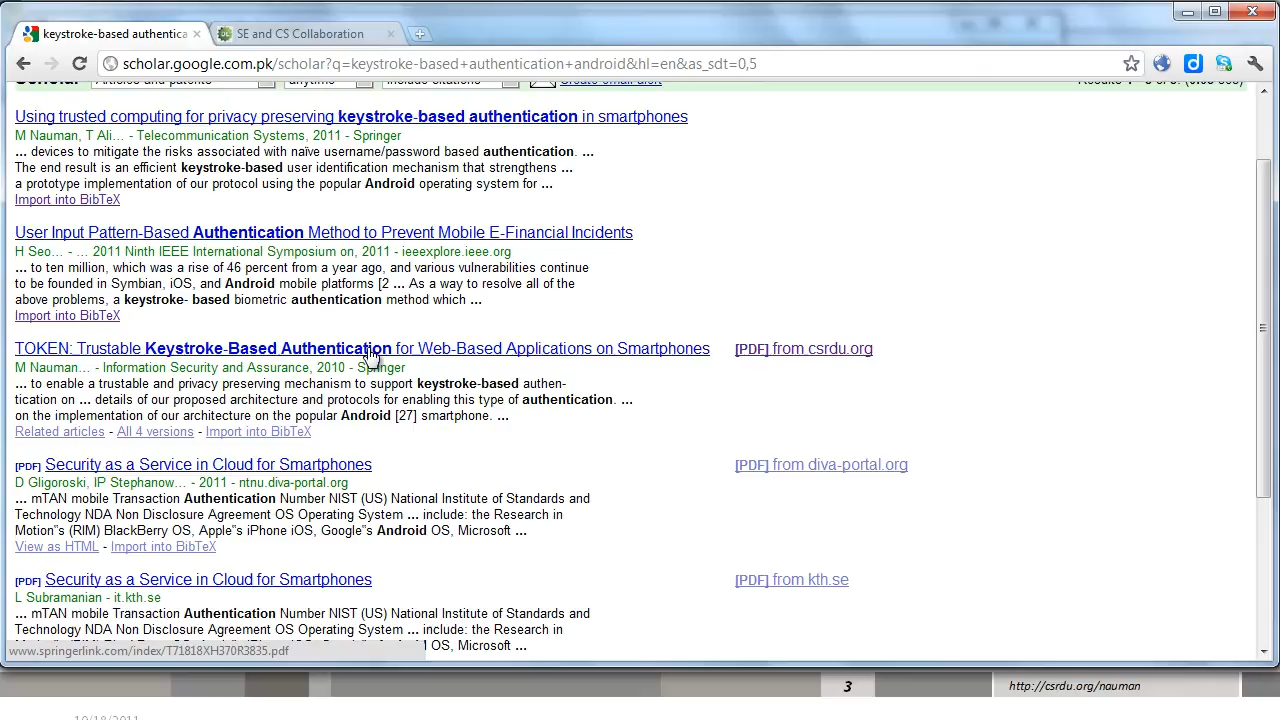 keystroke-based authentica
SE and CS Collaboration
scholar.google.com.pk/scholar?q=keystroke-based+authentication+android&hl=en&as_sdt=0,5
Scholar Articles and patents anytime include citations Create email alert
Using trusted computing for privacy preserving keystroke-based authentication in smartphones
M Nauman, T Ali... - Telecommunication Systems, 2011 - Springer
... devices to mitigate the risks associated with naïve username/password based authentication. ...
The end result is an efficient keystroke-based user identification mechanism that strengthens ...
a prototype implementation of our protocol using the popular Android operating system for ...
Import into BibTeX
User Input Pattern-Based Authentication Method to Prevent Mobile E-Financial Incidents
H Seo... - ... 2011 Ninth IEEE International Symposium on, 2011 - ieeexplore.ieee.org
... to ten million, which was a rise of 46 percent from a year ago, and various vulnerabilities continue
to be founded in Symbian, iOS, and Android mobile platforms [2 ... As a way to resolve all of the
above problems, a keystroke- based biometric authentication method which ...
Import into BibTeX
TOKEN: Trustable Keystroke-Based Authentication for Web-Based Applications on Smartphones [PDF] from csrdu.org
M Nauman... - Information Security and Assurance, 2010 - Springer
... to enable a trustable and privacy preserving mechanism to support keystroke-based authen-
tication on ... details of our proposed architecture and protocols for enabling this type of authentication. ...
on the implementation of our architecture on the popular Android [27] smartphone. ...
Related articles - All 4 versions - Import into BibTeX
[PDF] Security as a Service in Cloud for Smartphones [PDF] from diva-portal.org
D Gligoroski, IP Stephanow... - 2011 - ntnu.diva-portal.org
... mTAN mobile Transaction Authentication Number NIST (US) National Institute of Standards and
Technology NDA Non Disclosure Agreement OS Operating System ... include: the Research in
Motion"s (RIM) BlackBerry OS, Apple"s iPhone iOS, Google"s Android OS, Microsoft ...
View as HTML - Import into BibTeX
[PDF] Security as a Service in Cloud for Smartphones [PDF] from kth.se
L Subramanian - it.kth.se
... mTAN mobile Transaction Authentication Number NIST (US) National Institute of Standards and
Technology NDA Non Disclosure Agreement OS Operating System ... include: the Research in
OS, Microsoft ...
www.springerlink.com/index/T71818XH370R3835.pdf
3
http://csrdu.org/nauman
10/18/2011